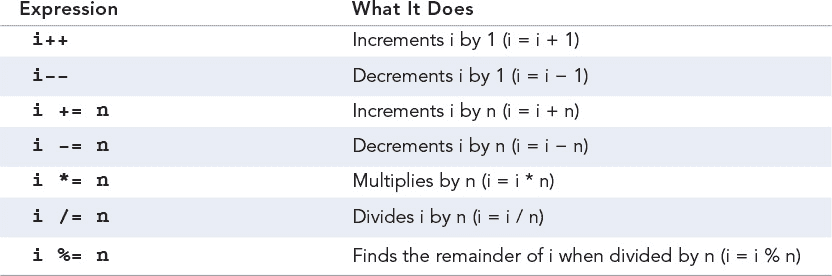 Expression What It Does
i++ Increments i by 1 (i = i + 1)
i-- Decrements i by 1 (i = i − 1)
i += n Increments i by n (i = i + n)
i -= n Decrements i by n (i = i − n)
i *= n Multiplies by n (i = i * n)
i /= n Divides i by n (i = i / n)
i %= n Finds the remainder of i when divided by n (i = i % n)